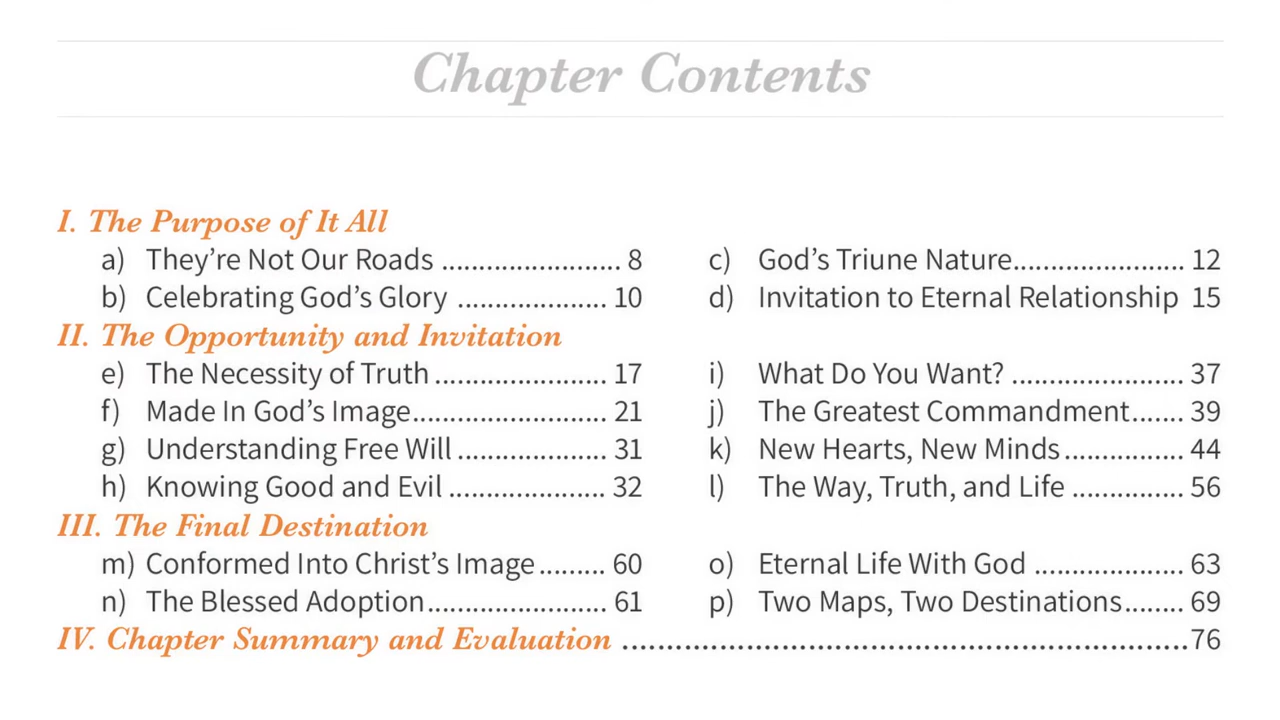 Chapter Contents
I. The Purpose of It All
a) They’re Not Our Roads ........................ 8
b) Celebrating God’s Glory .................... 10
c) God’s Triune Nature....................... 12
d) Invitation to Eternal Relationship 15
II. The Opportunity and Invitation
e) The Necessity of Truth ....................... 17
f) Made In God’s Image.......................... 21
g) Understanding Free Will .................... 31
h) Knowing Good and Evil ..................... 32
i) What Do You Want? ....................... 37
j) The Greatest Commandment....... 39
k) New Hearts, New Minds ................ 44
l) The Way, Truth, and Life ............... 56
III. The Final Destination
m) Conformed Into Christ’s Image ......... 60
n) The Blessed Adoption........................ 61
o) Eternal Life With God .................... 63
p) Two Maps, Two Destinations........ 69
IV. Chapter Summary and Evaluation .....................................................76